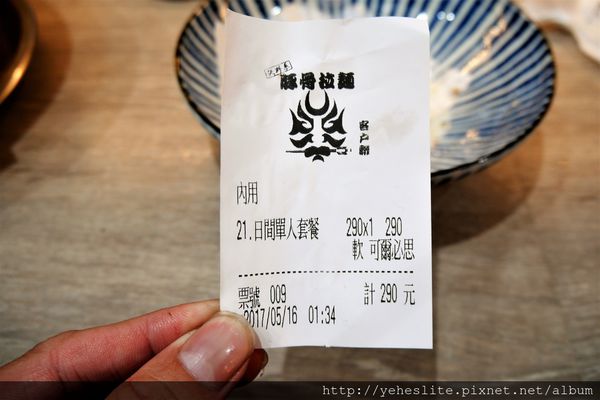 豚骨拉麵
客戶聯
內用
21.日間單人套餐 290x1 290
軟 可爾必思
票號 009 計 290 元
2017/05/16 01:34
http://yeheslite.pixnet.net/album